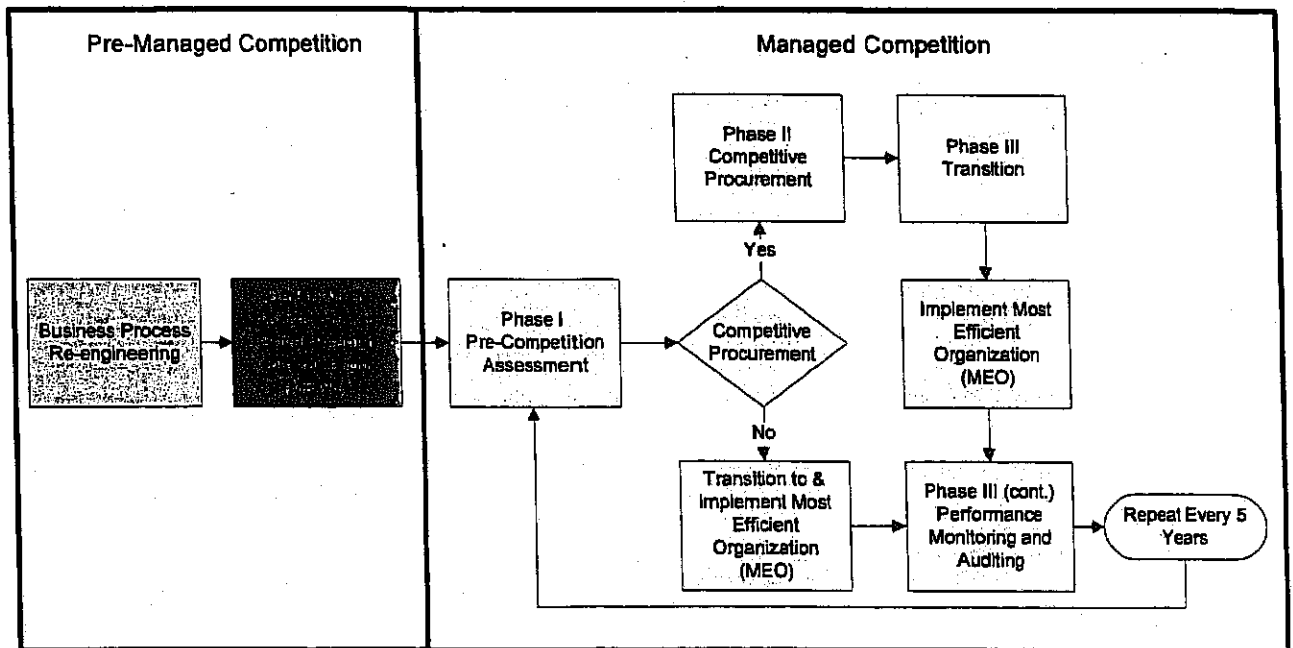 Pre-Managed Competition
Managed Competition
Phase II
Competitive
Procurement
Phase III
Transition
Yes
Business Process
Re-engineering
Phase I
Pre-Competition
Assessment
Competitive
Procurement
Implement Most
Efficient
Organization
(MEO)
No
Transition to &
Implement Most
Efficient
Organization
(MEO)
Phase III (cont.)
Performance
Monitoring and
Auditing
Repeat Every 5
Years